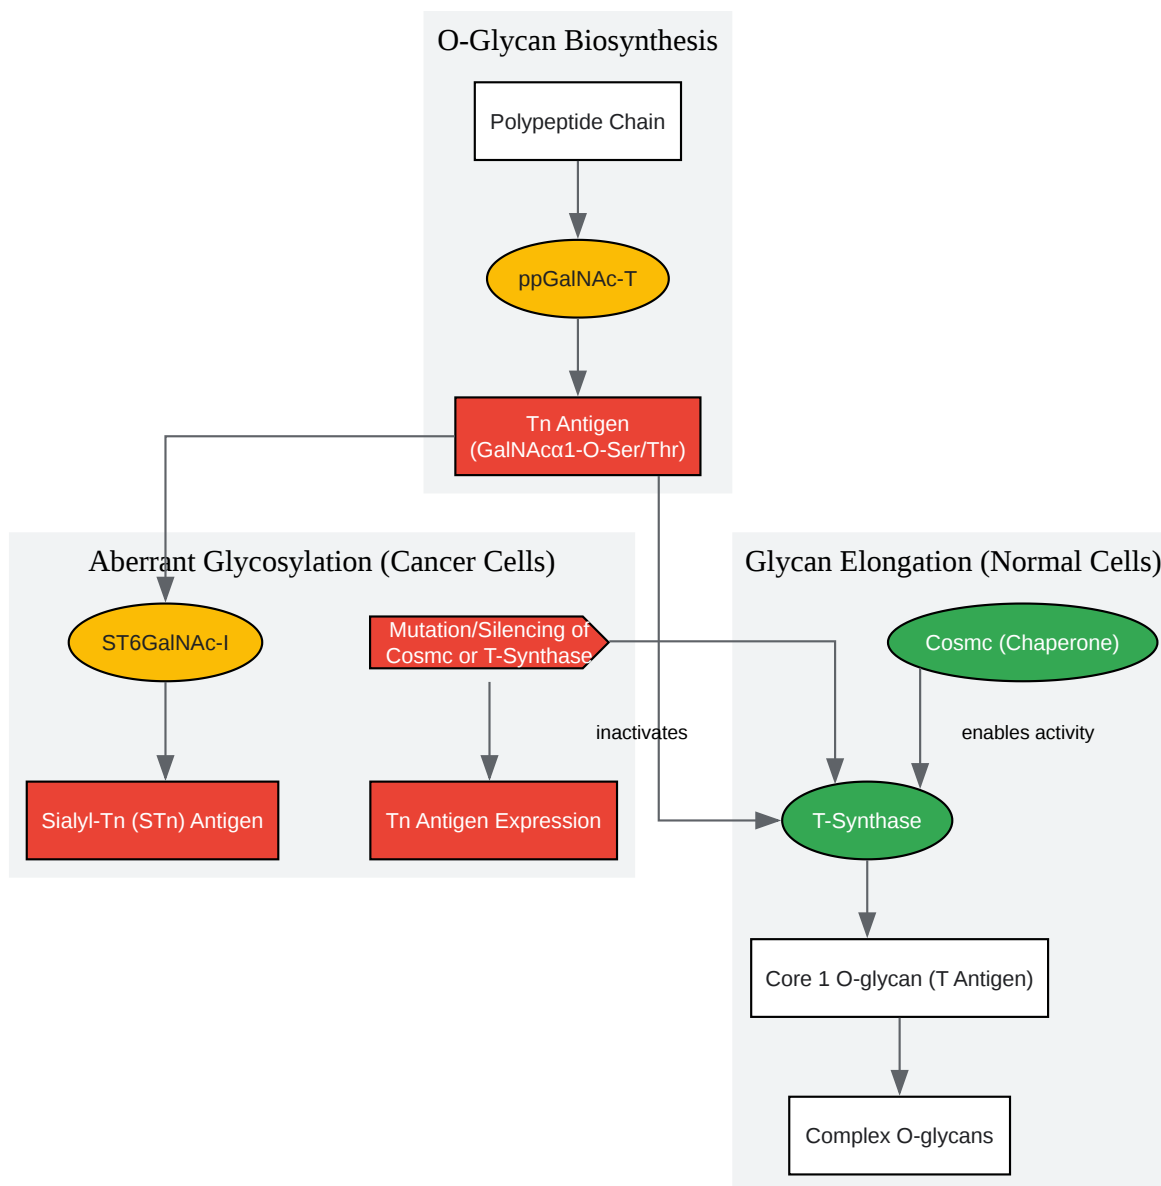 O-Glycan Biosynthesis
Polypeptide Chain
ppGalNAc-T
Tn Antigen
(GalNAcα1-O-Ser/Thr)
Aberrant Glycosylation (Cancer Cells)
ST6GalNAc-I
Mutation/Silencing of
Cosmc or T-Synthase
Sialyl-Tn (STn) Antigen
Tn Antigen Expression
inactivates
Glycan Elongation (Normal Cells)
Cosmc (Chaperone)
enables activity
T-Synthase
Core 1 O-glycan (T Antigen)
Complex O-glycans